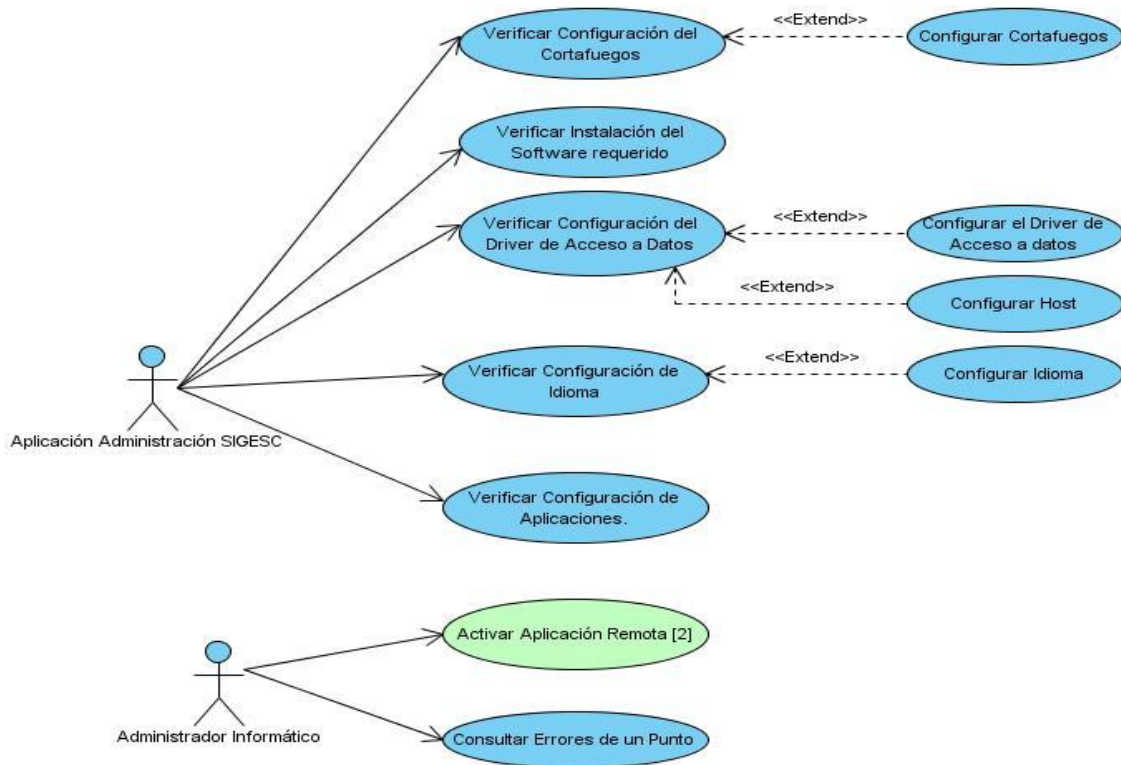 <<Extend>>
Verificar Configuración del
Cortafuegos
Configurar Cortafuegos
Verificar Instalación del
Software requerido
Verificar Configuración del
Driver de Acceso a Datos
<<Extend>>
Configurar el Driver de
Acceso a datos
<<Extend>>
Configurar Host
Verificar Configuración de
Idioma
<<Extend>>
Configurar Idioma
Aplicación Administración SIGESC
Verificar Configuración de
Aplicaciones.
Activar Aplicación Remota [2]
Administrador Informático
Consultar Errores de un Punto